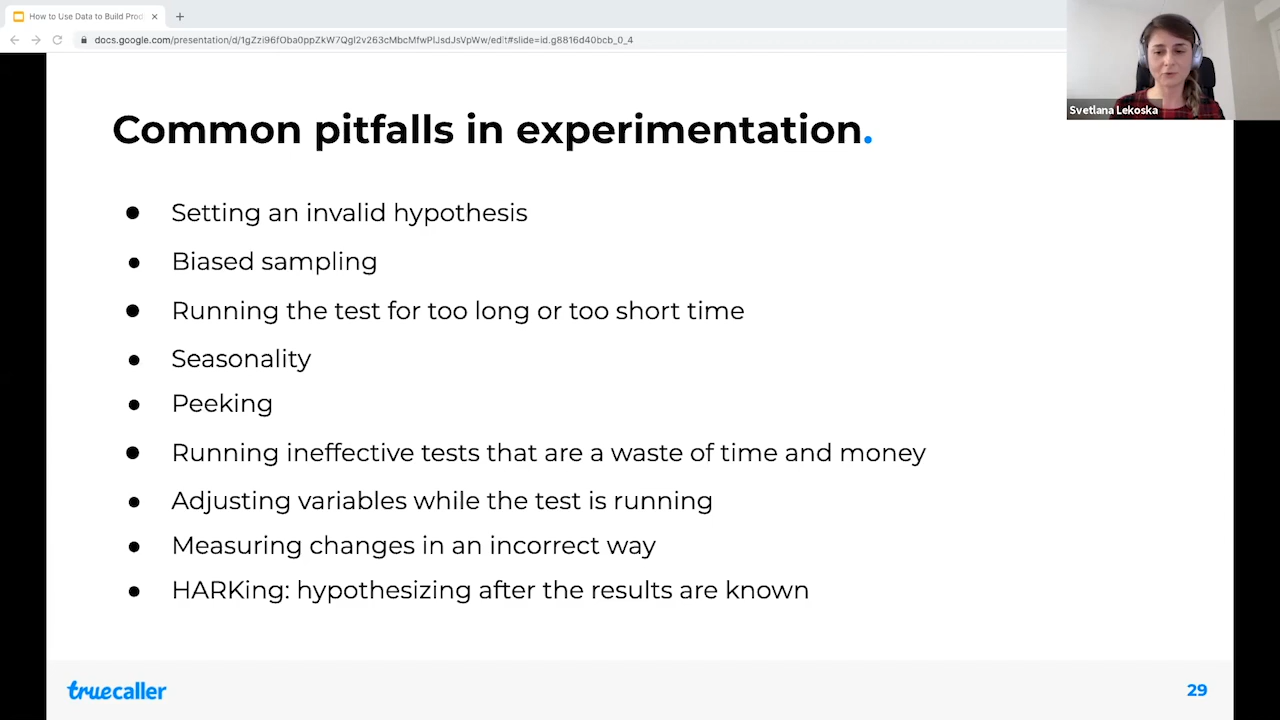 How to Use Data to Build Prod
docs.google.com/presentation/d/1gZzi96fOba0ppZkW7QgI2v263cMbcMfwPlJsdJsVpWw/edit#slide=id.g8816d40bcb_0_4
Svetlana Lekoska
Common pitfalls in experimentation.
● Setting an invalid hypothesis
● Biased sampling
● Running the test for too long or too short time
● Seasonality
● Peeking
● Running ineffective tests that are a waste of time and money
● Adjusting variables while the test is running
● Measuring changes in an incorrect way
● HARKing: hypothesizing after the results are known
truecaller
29